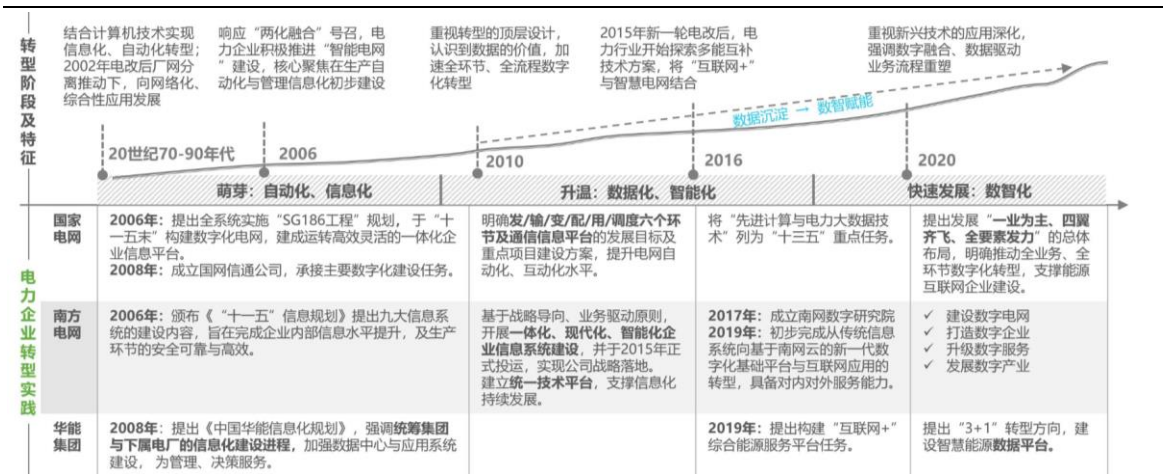 转型阶段及特征
结合计算机技术实现
信息化、自动化转型；
2002年电改后厂网分
离推动下，向网络化、
综合性应用发展
响应“两化融合”号召，电
力企业积极推进“智能电网
”建设，核心聚焦在生产自
动化与管理信息化初步建设
重视转型的顶层设计，
认识到数据的价值，加
速全环节、全流程数字
化转型
2015年新一轮电改后，电
力行业开始探索多能互补
技术方案，将“互联网+”
与智慧电网结合
重视新兴技术的应用深化，
强调数字融合、数据驱动
业务流程重塑
数据沉淀 → 数智赋能
20世纪70-90年代
2006
2010
2016
2020
萌芽：自动化、信息化
升温：数据化、智能化
快速发展：数智化
电力企业转型实践
国家
电网
2006年：提出全系统实施“SG186工程”规划，于“十
一五末”构建数字化电网，建成运转高效灵活的一体化企
业信息平台。
2008年：成立国网信通公司，承接主要数字化建设任务。
明确发/输/变/配/用/调度六个环
节及通信信息平台的发展目标及
重点项目建设方案，提升电网自
动化、互动化水平。
将“先进计算与电力大数据技
术”列为“十三五”重点任务。
提出发展“一业为主、四翼
齐飞、全要素发力”的总体
布局，明确推动全业务、全
环节数字化转型，支撑能源
互联网企业建设。
南方
电网
2006年：颁布《“十一五”信息规划》提出九大信息系
统的建设内容，旨在完成企业内部信息水平提升，及生产
环节的安全可靠与高效。
基于战略导向、业务驱动原则，
开展一体化、现代化、智能化企
业信息系统建设，并于2015年正
式投运，实现公司战略落地。
建立统一技术平台，支撑信息化
持续发展。
2017年：成立南网数字研究院
2019年：初步完成从传统信息
系统向基于南网云的新一代数
字化基础平台与互联网应用的
转型，具备对内对外服务能力。
✓ 建设数字电网
✓ 打造数字企业
✓ 升级数字服务
✓ 发展数字产业
华能
集团
2008年：提出《中国华能信息化规划》，强调统筹集团
与下属电厂的信息化建设进程，加强数据中心与应用系统
建设，为管理、决策服务。
2019年：提出构建“互联网+”
综合能源服务平台任务。
提出“3+1”转型方向，建
设智慧能源数据平台。